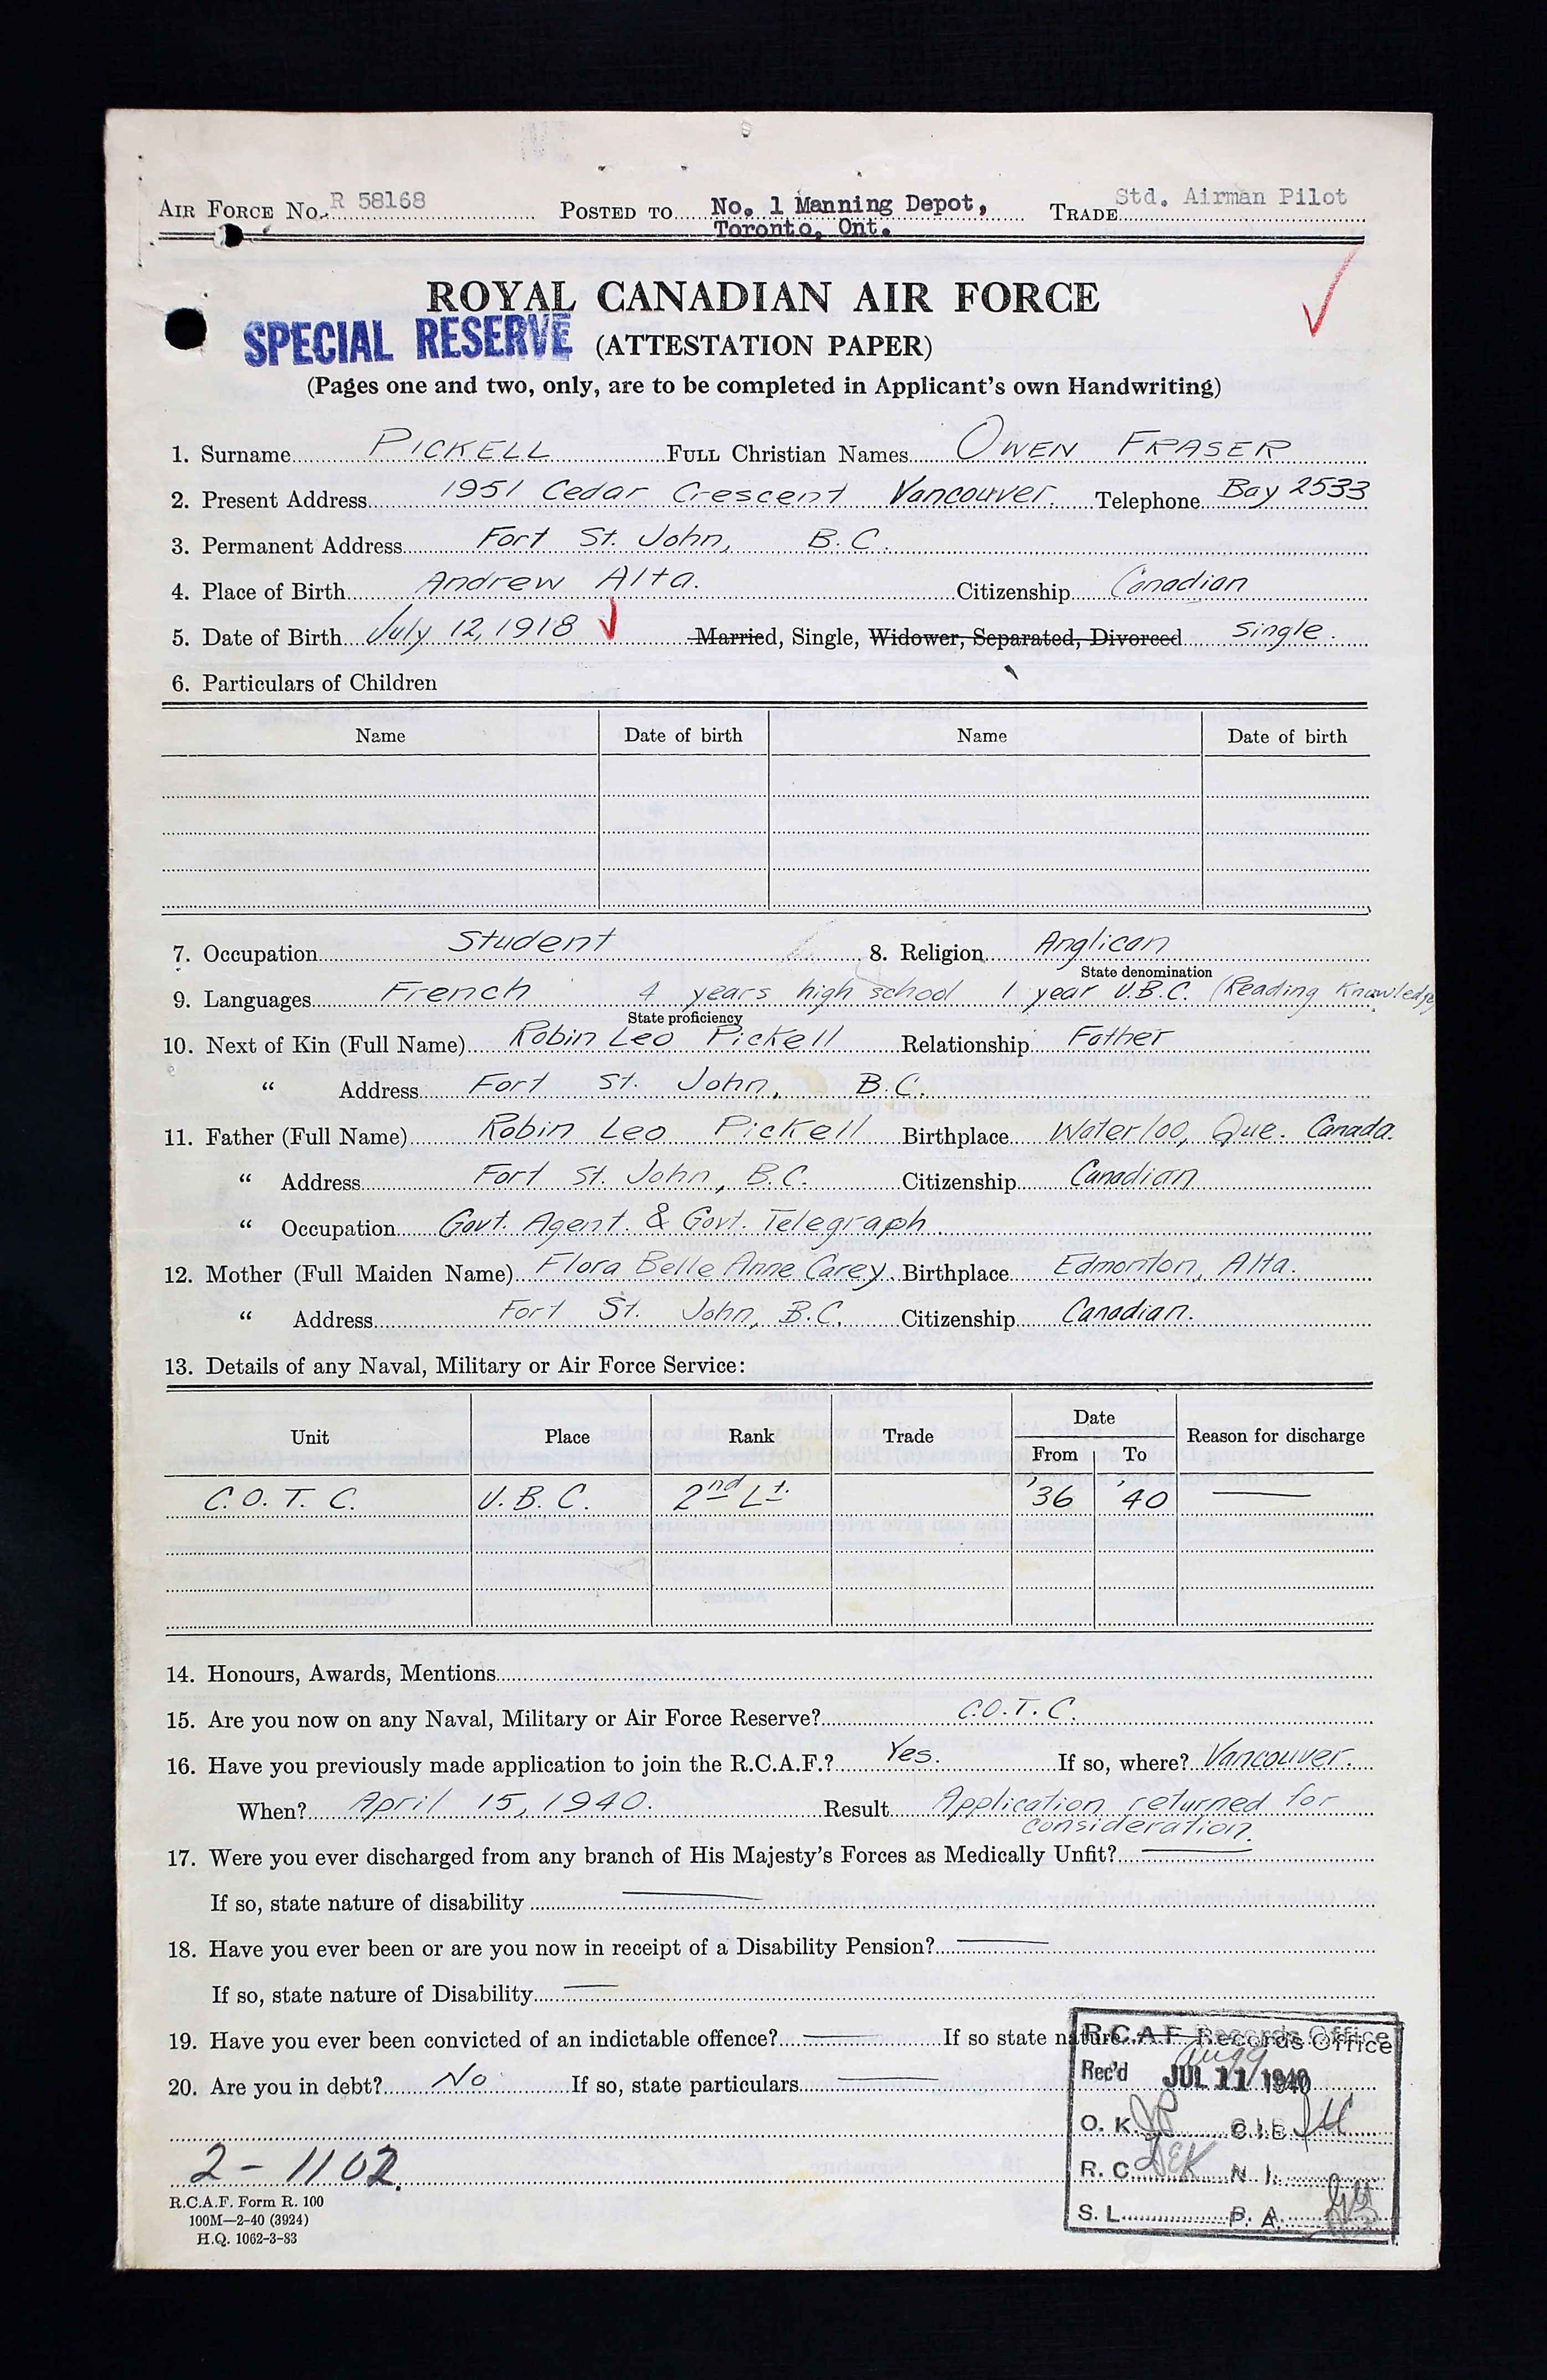 AIR FORCE NO. R 58168 POSTED TO No. 1 Manning Depot, TRADE Std. Airman Pilot
Toronto, Ont.
ROYAL CANADIAN AIR FORCE
SPECIAL RESERVE (ATTESTATION PAPER)
(Pages one and two, only, are to be completed in Applicant's own Handwriting)
1. Surname PICKELL FULL Christian Names OWEN FRASER
2. Present Address 1951 Cedar Crescent Vancouver. Telephone Bay 2533
3. Permanent Address Fort St. John, B.C.
4. Place of Birth Andrew Alta. Citizenship Canadian
5. Date of Birth July 12, 1918 Married, Single, Widower, Separated, Divorced single.
6. Particulars of Children
Name Date of birth Name Date of birth
7. Occupation Student 8. Religion Anglican
State denomination
9. Languages French 4 years high school 1 year U.B.C. (Reading Knowledge)
State proficiency
10. Next of Kin (Full Name) Robin Leo Pickell Relationship Father
" Address Fort St. John, B.C.
11. Father (Full Name) Robin Leo Pickell Birthplace Waterloo, Que. Canada.
" Address Fort St. John, B.C. Citizenship Canadian
" Occupation Govt. Agent. & Govt. Telegraph
12. Mother (Full Maiden Name) Flora Belle Anne Carey. Birthplace Edmonton, Alta.
" Address Fort St. John, B.C. Citizenship Canadian.
13. Details of any Naval, Military or Air Force Service:
Unit Place Rank Trade Date Reason for discharge
From To
C.O.T.C. U.B.C. 2nd Lt. '36 '40
14. Honours, Awards, Mentions
15. Are you now on any Naval, Military or Air Force Reserve? C.O.T.C.
16. Have you previously made application to join the R.C.A.F.? Yes. If so, where? Vancouver.
When? April 15, 1940. Result Application returned for
consideration.
17. Were you ever discharged from any branch of His Majesty's Forces as Medically Unfit?
If so, state nature of disability
18. Have you ever been or are you now in receipt of a Disability Pension?
If so, state nature of Disability
19. Have you ever been convicted of an indictable offence? If so state nature
R.C.A.F. Records Office
Rec'd JUL 11 1940
20. Are you in debt? No If so, state particulars
O. K.
R. C. N. I.
S. L. P. A.
2-1102.
R.C.A.F. Form R. 100
100M—2-40 (3924)
H.Q. 1062-3-83